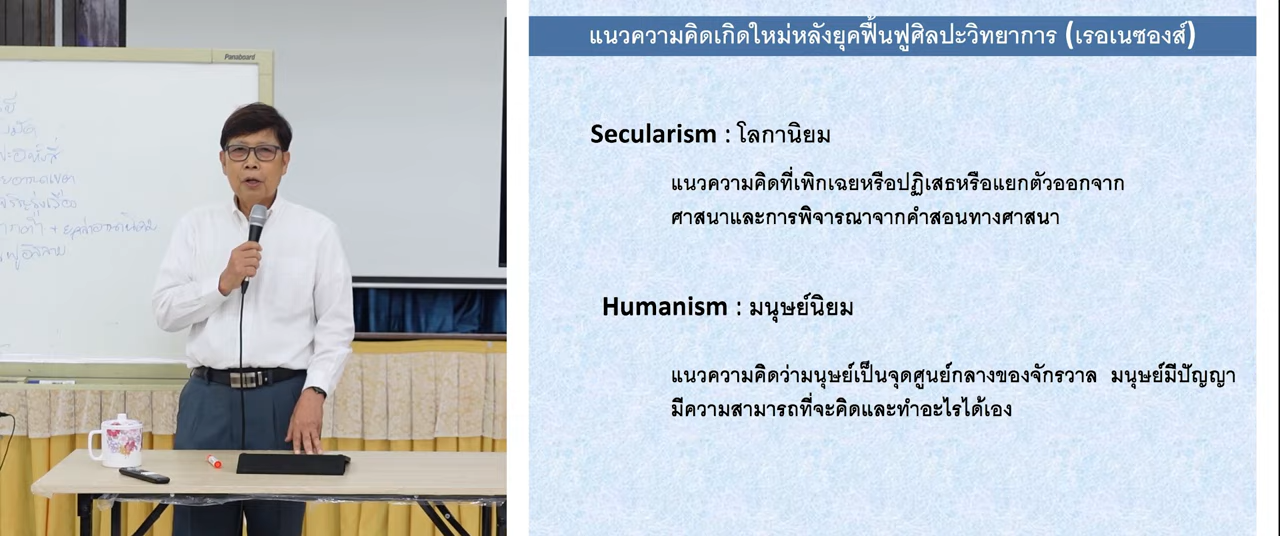 Panaboard
แนวความคิดเกิดใหม่หลังยุคฟื้นฟูศิลปะวิทยาการ (เรอเนซองส์)
Secularism : โลกานิยม
แนวความคิดที่เพิกเฉยหรือปฏิเสธหรือแยกตัวออกจาก
ศาสนาและการพิจารณาจากคำสอนทางศาสนา
Humanism : มนุษย์นิยม
แนวความคิดว่ามนุษย์เป็นจุดศูนย์กลางของจักรวาล มนุษย์มีปัญญา
มีความสามารถที่จะคิดและทำอะไรได้เอง